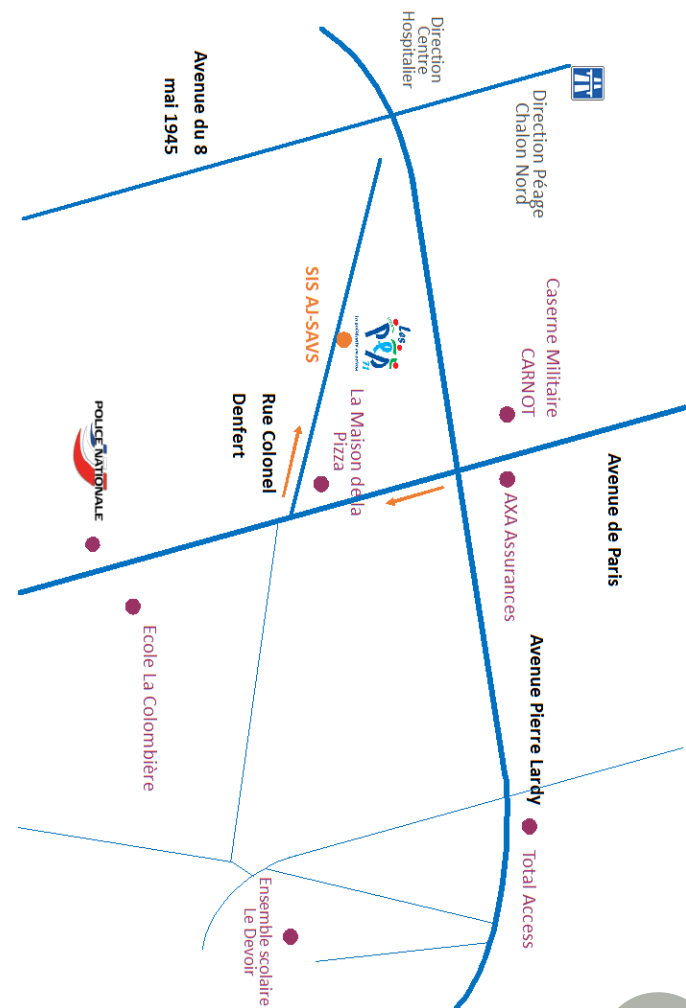 Avenue de Paris
Caserne Militaire
CARNOT
AXA Assurances
Avenue Pierre Lardy
Total Access
Direction Péage
Chalon Nord
Direction
Centre
Hospitalier
Les
PEP
71
La Maison de la
Pizza
SIS AJ-SAVS
Rue Colonel
Denfert
Ensemble scolaire
Le Devoir
Avenue du 8
mai 1945
Ecole La Colombière
POLICE NATIONALE